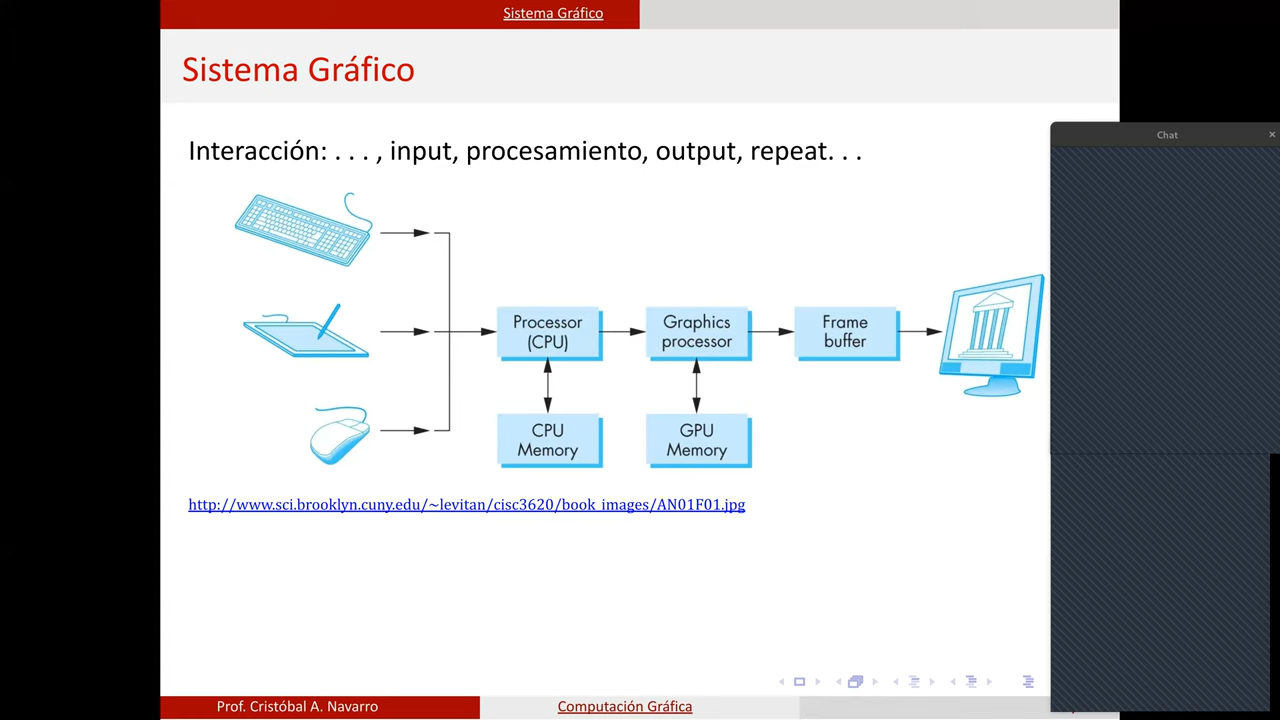 Sistema Gráfico
Sistema Gráfico
Interacción: . . . , input, procesamiento, output, repeat. . .
Processor
(CPU)
Graphics
processor
Frame
buffer
CPU
Memory
GPU
Memory
http://www.sci.brooklyn.cuny.edu/~levitan/cisc3620/book_images/AN01F01.jpg
Chat
×
Prof. Cristóbal A. Navarro
Computación Gráfica